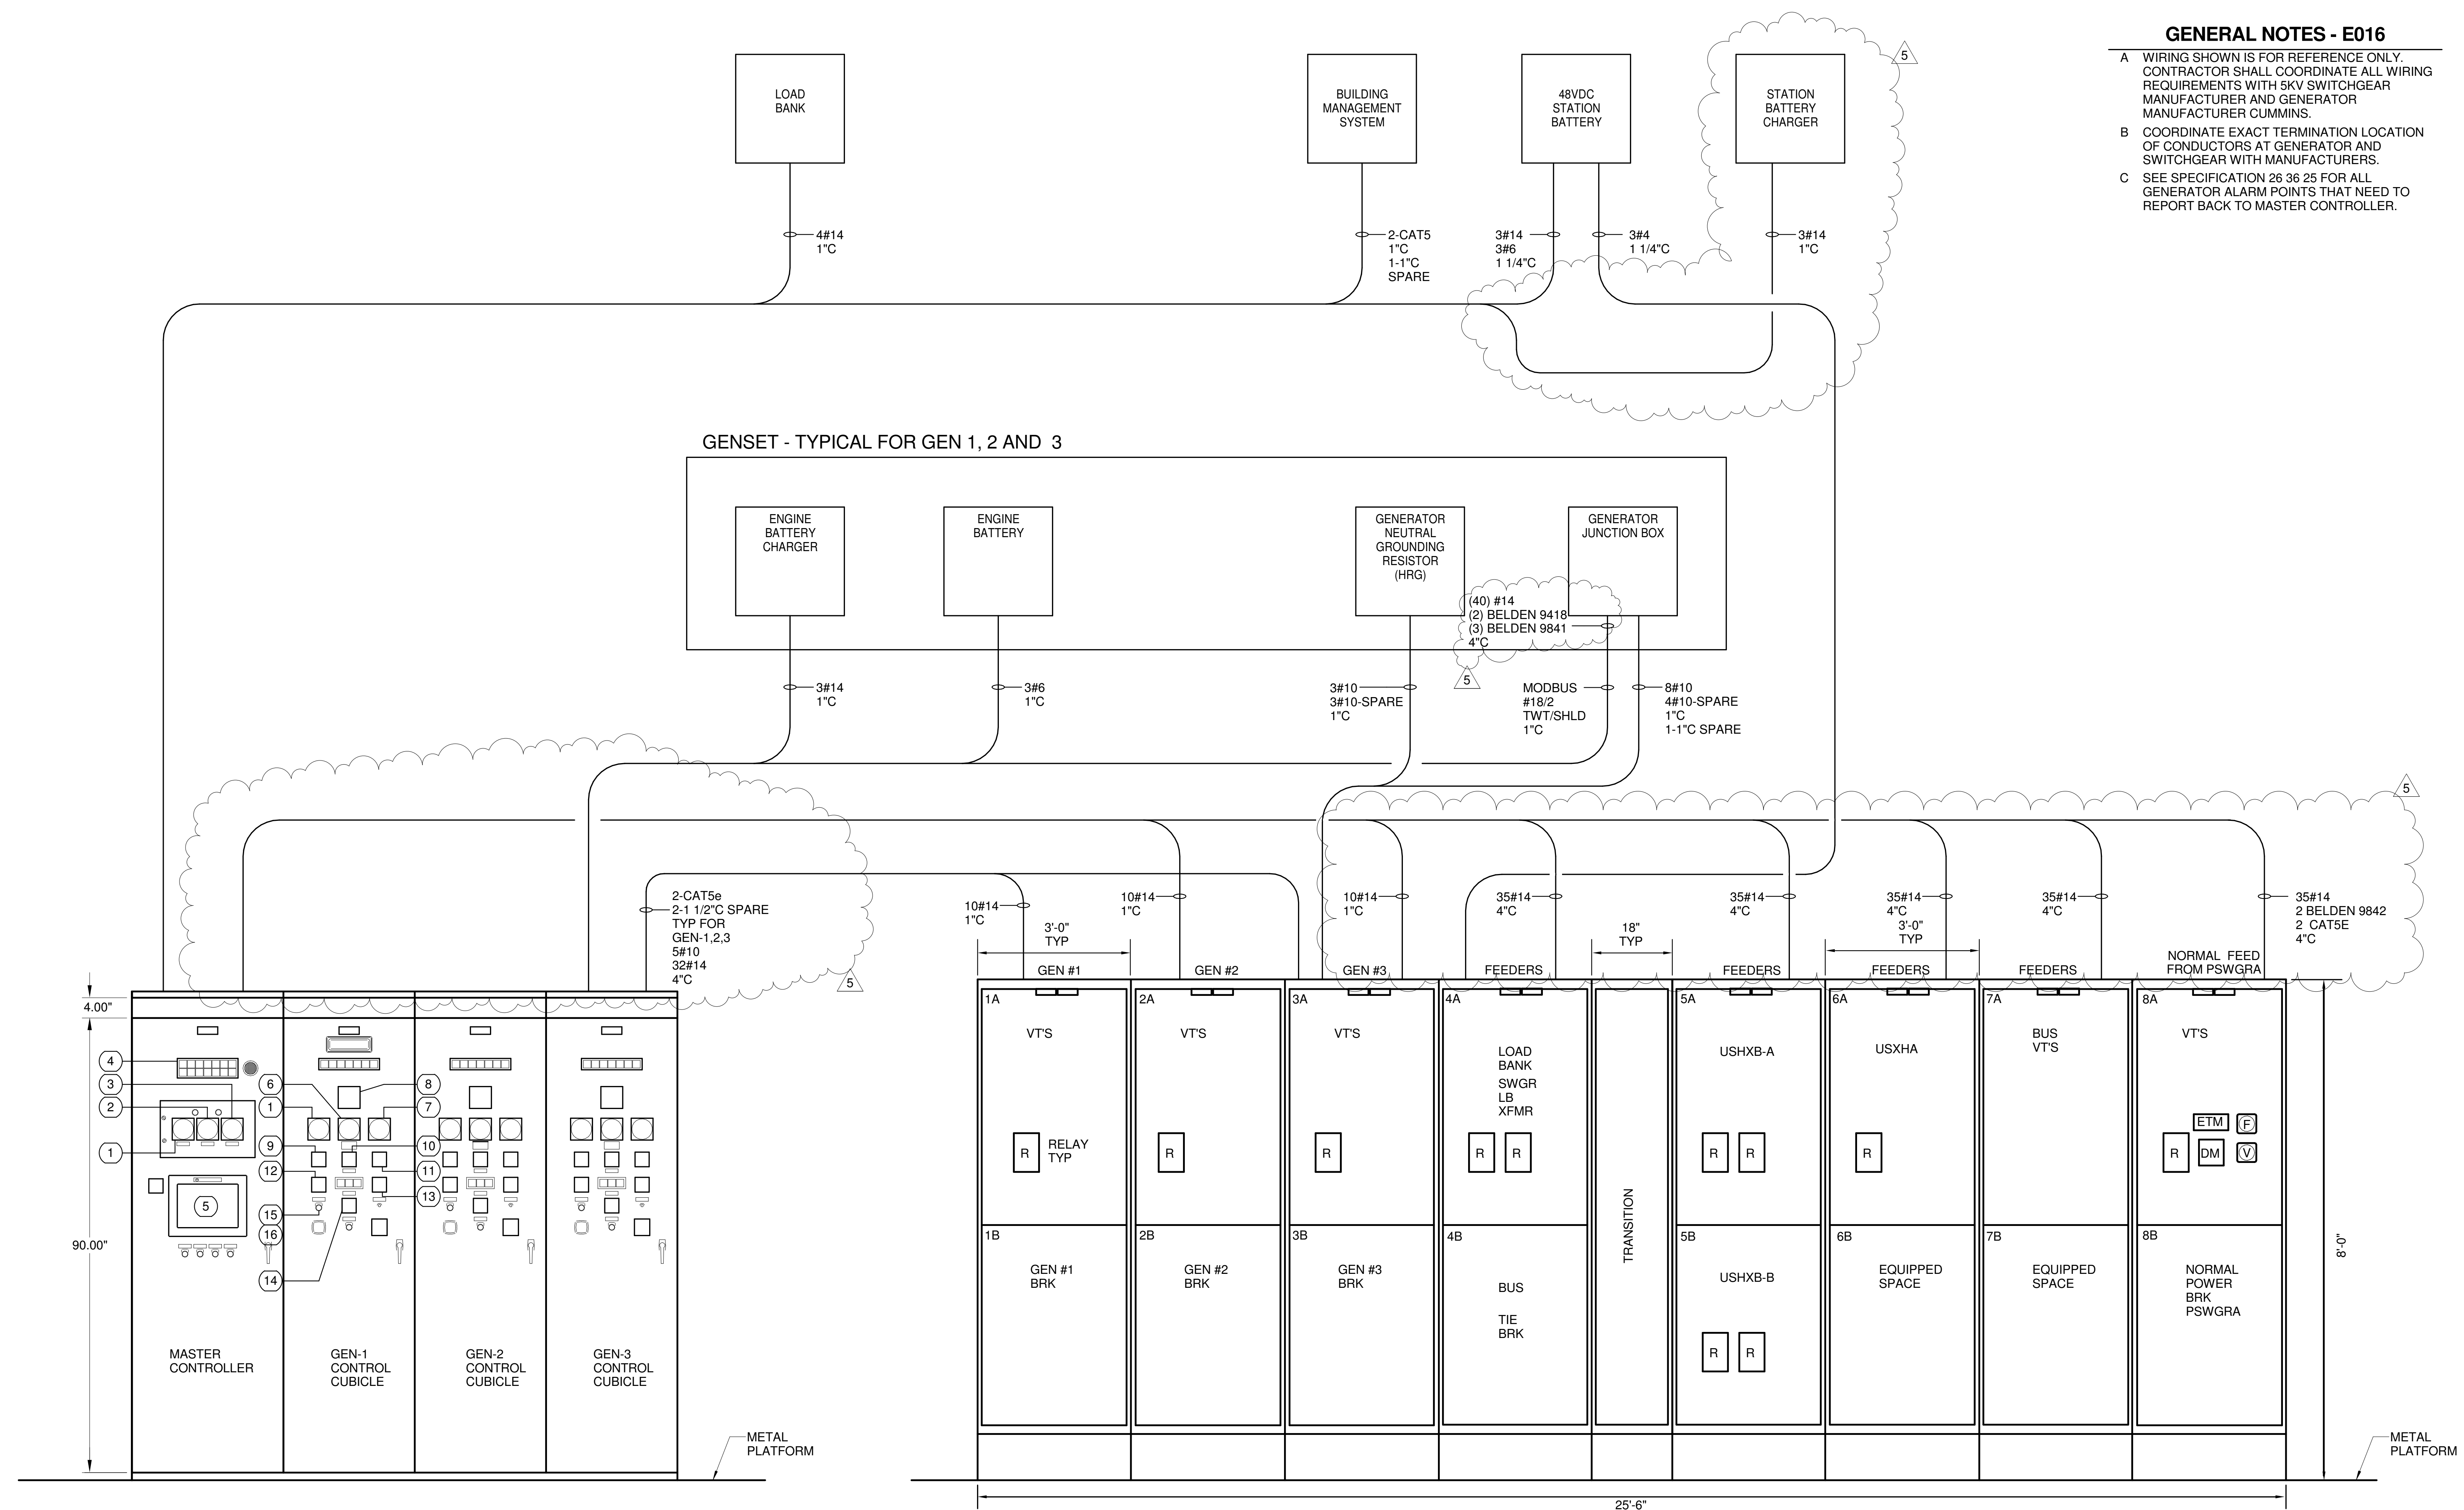 GENERAL NOTES - E016
A WIRING SHOWN IS FOR REFERENCE ONLY.
CONTRACTOR SHALL COORDINATE ALL WIRING
REQUIREMENTS WITH 5KV SWITCHGEAR
MANUFACTURER AND GENERATOR
MANUFACTURER CUMMINS.
B COORDINATE EXACT TERMINATION LOCATION
OF CONDUCTORS AT GENERATOR AND
SWITCHGEAR WITH MANUFACTURERS.
C SEE SPECIFICATION 26 36 25 FOR ALL
GENERATOR ALARM POINTS THAT NEED TO
REPORT BACK TO MASTER CONTROLLER.
LOAD
BANK
BUILDING
MANAGEMENT
SYSTEM
48VDC
STATION
BATTERY
STATION
BATTERY
CHARGER
5
4#14
1"C
2-CAT5
1"C
1-1"C
SPARE
3#14
3#6
1 1/4"C
3#4
1 1/4"C
3#14
1"C
GENSET - TYPICAL FOR GEN 1, 2 AND 3
ENGINE
BATTERY
CHARGER
ENGINE
BATTERY
GENERATOR
NEUTRAL
GROUNDING
RESISTOR
(HRG)
GENERATOR
JUNCTION BOX
(40) #14
(2) BELDEN 9418
(3) BELDEN 9841
4"C
5
3#14
1"C
3#6
1"C
3#10
3#10-SPARE
1"C
MODBUS
#18/2
TWT/SHLD
1"C
8#10
4#10-SPARE
1"C
1-1"C SPARE
5
2-CAT5e
2-1 1/2"C SPARE
TYP FOR
GEN-1,2,3
5#10
32#14
4"C
5
10#14
1"C
10#14
1"C
10#14
1"C
35#14
4"C
35#14
4"C
35#14
4"C
35#14
4"C
35#14
2 BELDEN 9842
2 CAT5E
4"C
3'-0"
TYP
18"
TYP
3'-0"
TYP
GEN #1
GEN #2
GEN #3
FEEDERS
FEEDERS
FEEDERS
FEEDERS
NORMAL FEED
FROM PSWGRA
4.00"
90.00"
4
3
2
1
6
1
9
12
15
16
14
8
7
10
11
13
5
MASTER
CONTROLLER
GEN-1
CONTROL
CUBICLE
GEN-2
CONTROL
CUBICLE
GEN-3
CONTROL
CUBICLE
METAL
PLATFORM
1A
VT'S
R
RELAY
TYP
1B
GEN #1
BRK
2A
VT'S
R
2B
GEN #2
BRK
3A
VT'S
R
3B
GEN #3
BRK
4A
LOAD
BANK
SWGR
LB
XFMR
R R
4B
BUS
TIE
BRK
TRANSITION
5A
USHXB-A
R R
5B
USHXB-B
R R
6A
USXHA
R
6B
EQUIPPED
SPACE
7A
BUS
VT'S
7B
EQUIPPED
SPACE
8A
VT'S
ETM F
R DM V
8B
NORMAL
POWER
BRK
PSWGRA
8'-0"
METAL
PLATFORM
25'-6"